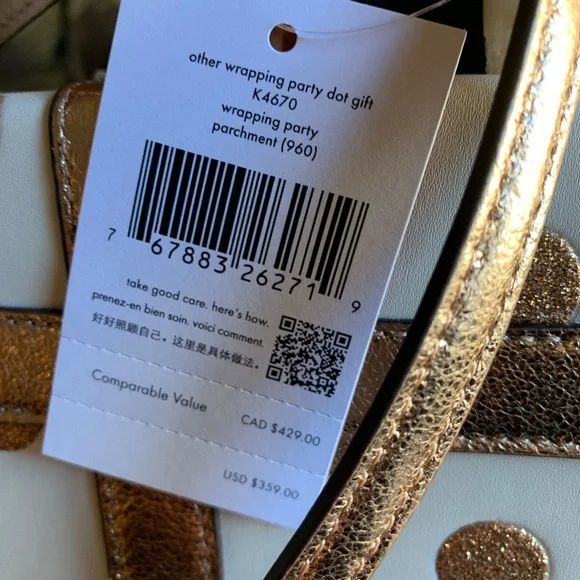 other wrapping party dot gift
K4670
wrapping party
parchment (960)
7 67883 26271 9
take good care. here's how.
prenez-en bien soin. voici comment.
好好照顾自己。这里是具体做法。
Comparable Value
CAD $429.00
USD $359.00